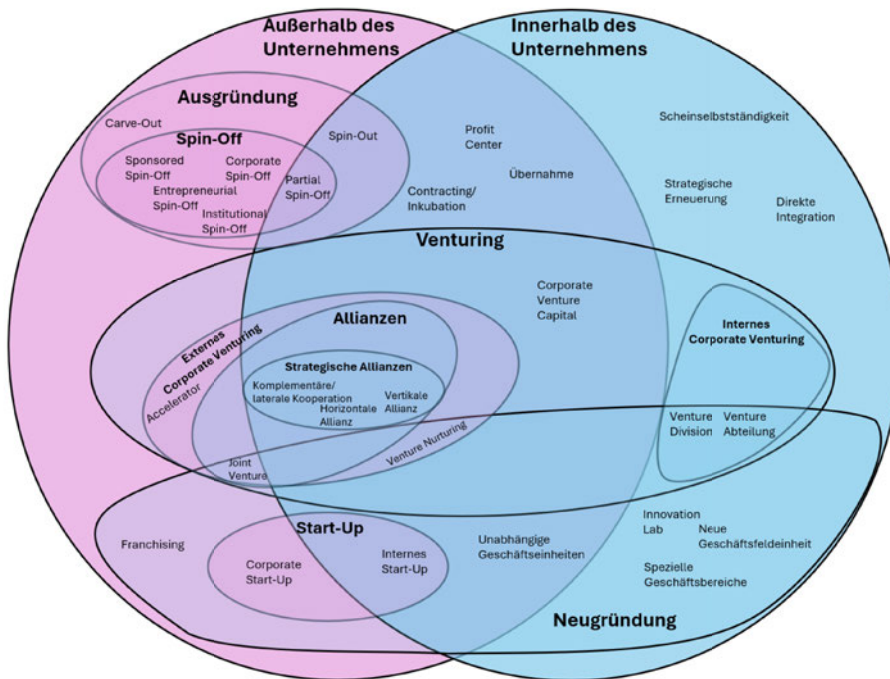 Außerhalb des
Unternehmens
Innerhalb des
Unternehmens
Ausgründung
Carve-Out
Spin-Off
Spin-Out
Sponsored
Spin-Off
Corporate
Spin-Off
Partial
Spin-Off
Entrepreneurial
Spin-Off
Institutional
Spin-Off
Profit
Center
Übernahme
Contracting/
Inkubation
Scheinselbstständigkeit
Strategische
Erneuerung
Direkte
Integration
Venturing
Corporate
Venture
Capital
Externes
Corporate Venturing
Accelerator
Allianzen
Strategische Allianzen
Komplementäre/
laterale Kooperation
Horizontale
Allianz
Vertikale
Allianz
Venture Nurturing
Joint
Venture
Internes
Corporate Venturing
Venture
Division
Venture
Abteilung
Start-Up
Franchising
Corporate
Start-Up
Internes
Start-Up
Unabhängige
Geschäftseinheiten
Innovation
Lab
Neue
Geschäftsfeldeinheit
Spezielle
Geschäftsbereiche
Neugründung